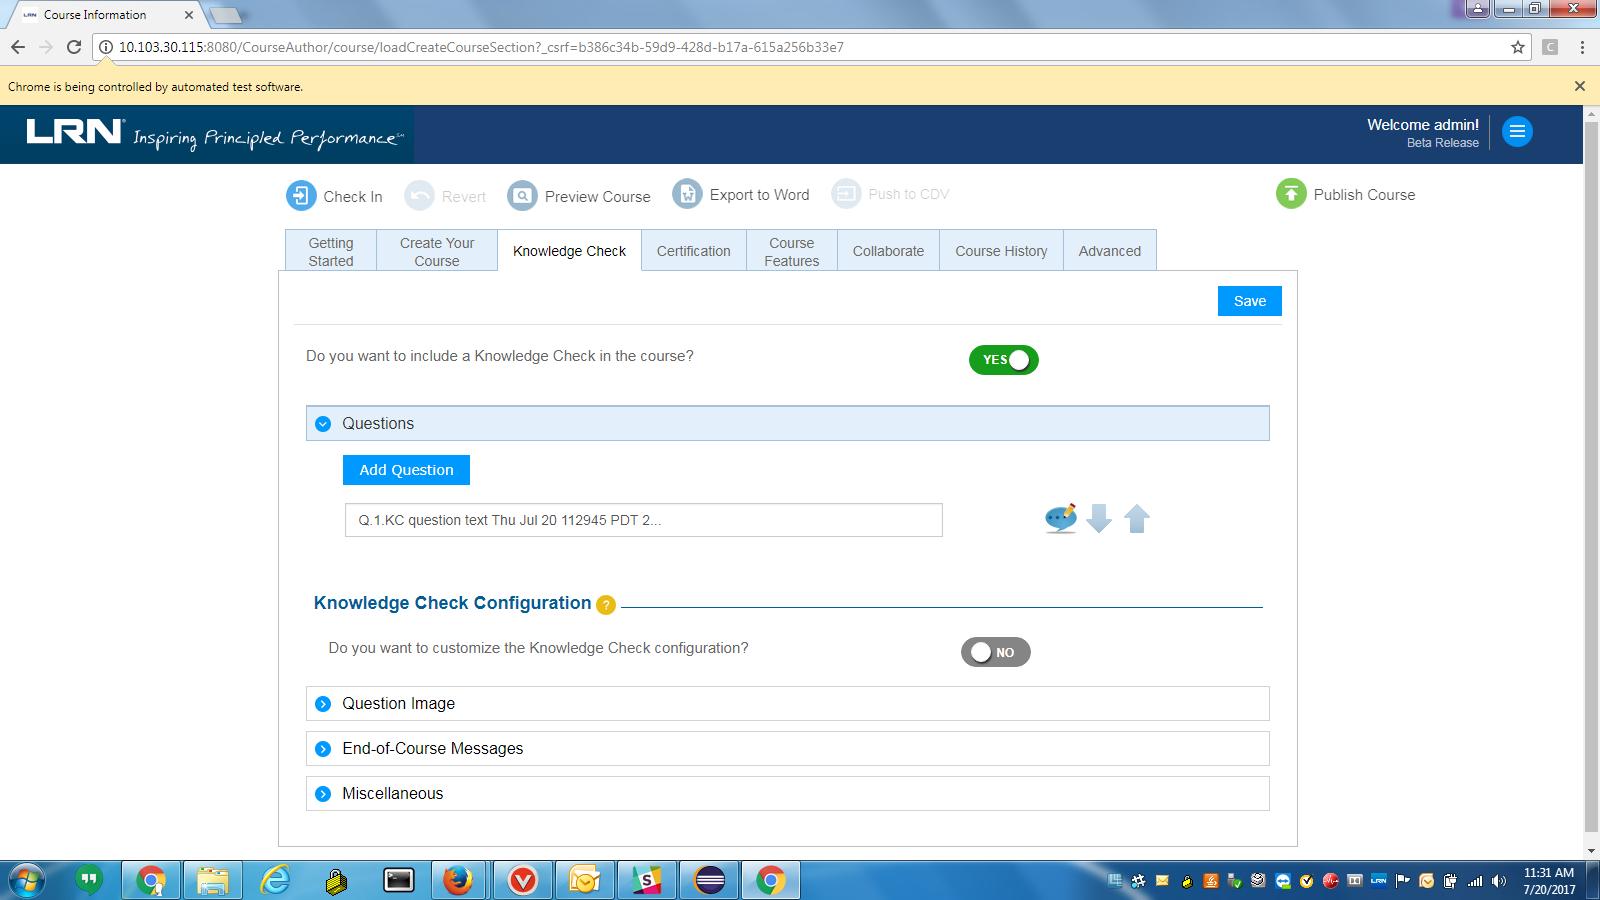 LRN Course Information
10.103.30.115:8080/CourseAuthor/course/loadCreateCourseSection?_csrf=b386c34b-59d9-428d-b17a-615a256b33e7
C
Chrome is being controlled by automated test software.
LRN Inspiring Principled Performance℠
Welcome admin!
Beta Release
Check In Revert Preview Course Export to Word Push to CDV Publish Course
Getting Started Create Your Course Knowledge Check Certification Course Features Collaborate Course History Advanced
Save
Do you want to include a Knowledge Check in the course? YES
Questions
Add Question
Q.1.KC question text Thu Jul 20 112945 PDT 2...
Knowledge Check Configuration ?
Do you want to customize the Knowledge Check configuration? NO
Question Image
End-of-Course Messages
Miscellaneous
LRN
11:31 AM
7/20/2017